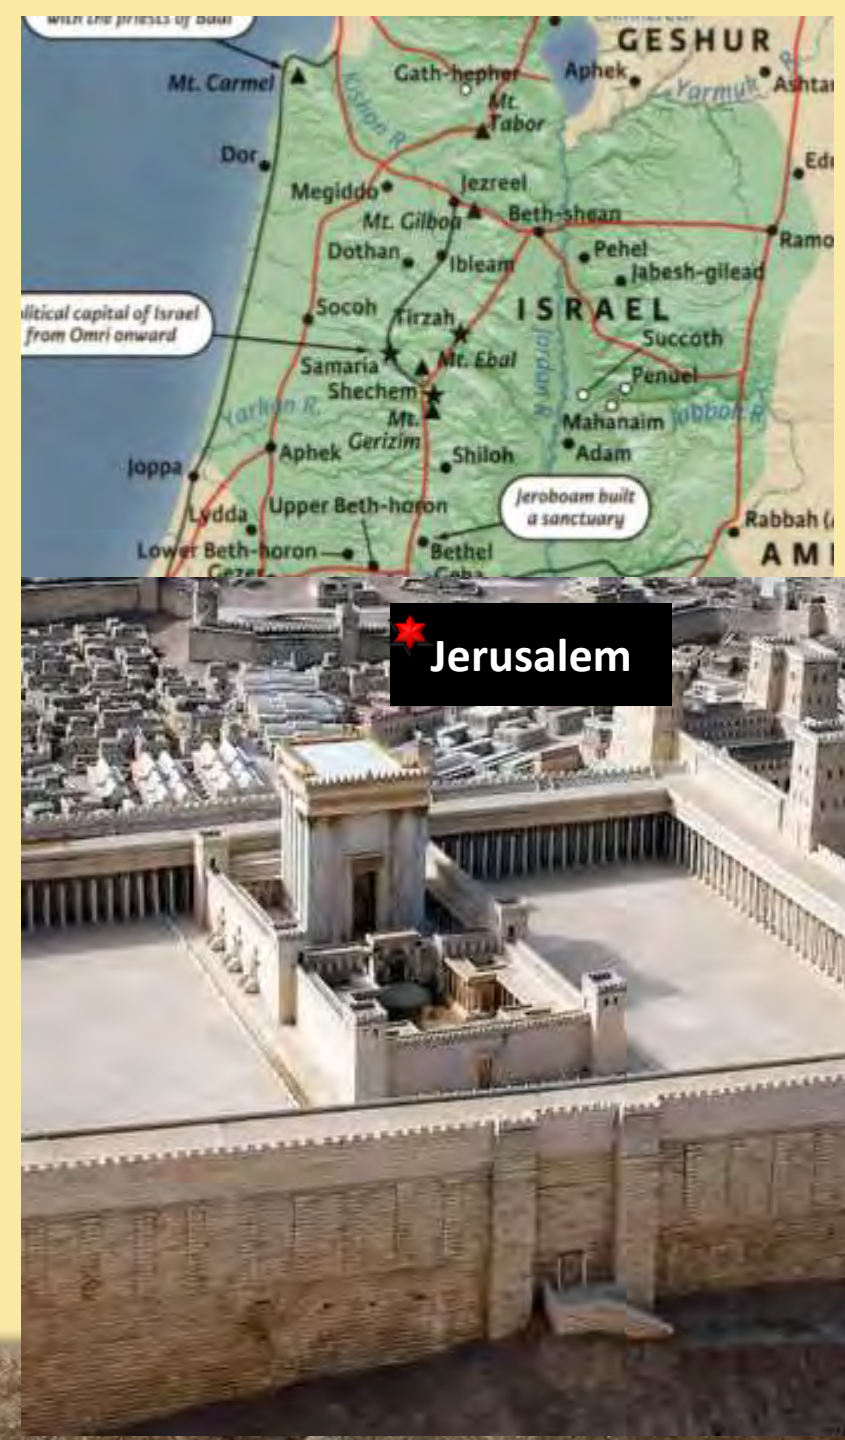 with the priests of Baal
GESHUR
Mt. Carmel
Kishon R.
Gath-hepher
Aphek
Yarmuk R.
Ashtar
Mt.
Tabor
Dor
Megiddo
Jezreel
Mt. Gilboa
Beth-shean
Ramo
Dothan
Ibleam
Pehel
Jabesh-gilead
litical capital of Israel
from Omri onward
Socoh
Tirzah
ISRAEL
Succoth
Samaria
Mt. Ebal
Jordan R.
Penuel
Shechem
Yarkon R.
Mt.
Gerizim
Mahanaim
Jabbok R.
Joppa
Aphek
Shiloh
Adam
Jeroboam built
a sanctuary
Lydda
Upper Beth-horon
Rabbah
Lower Beth-horon
Bethel
AM
Gezer
Geba
Jerusalem